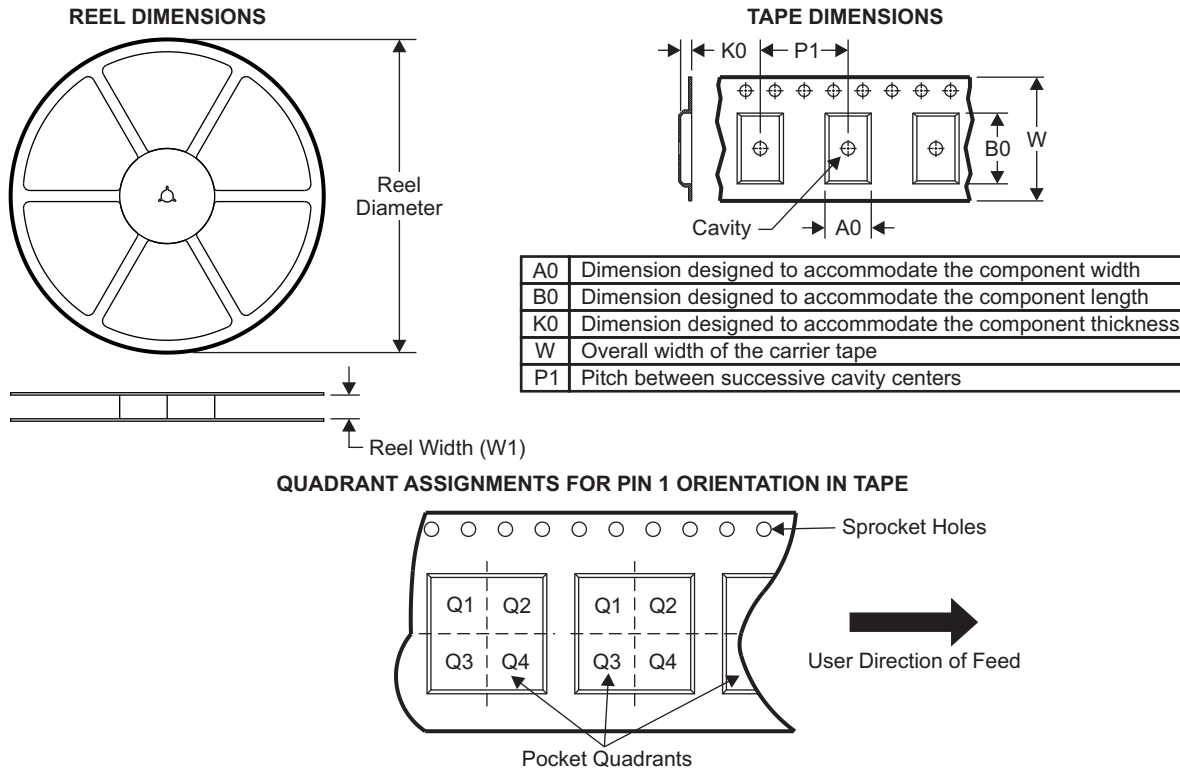 REEL DIMENSIONS
Reel
Diameter
Reel Width (W1)
TAPE DIMENSIONS
K0
P1
B0
W
Cavity
A0
A0 Dimension designed to accommodate the component width
B0 Dimension designed to accommodate the component length
K0 Dimension designed to accommodate the component thickness
W Overall width of the carrier tape
P1 Pitch between successive cavity centers
QUADRANT ASSIGNMENTS FOR PIN 1 ORIENTATION IN TAPE
Sprocket Holes
Q1 Q2 Q1 Q2
Q3 Q4 Q3 Q4
User Direction of Feed
Pocket Quadrants